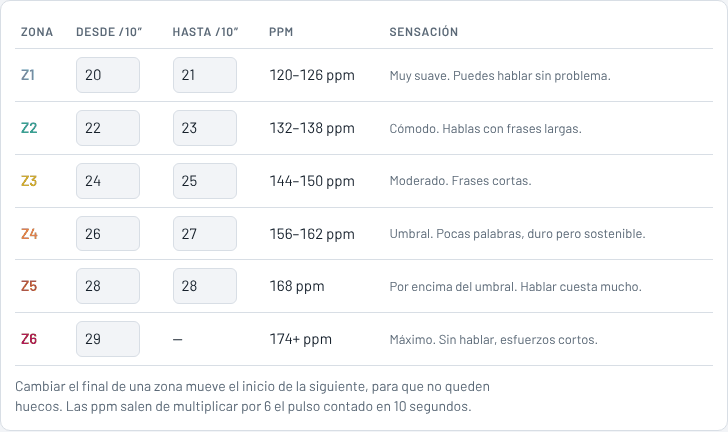 ZONA DESDE /10″ HASTA /10″ PPM SENSACIÓN
Z1 20 21 120–126 ppm Muy suave. Puedes hablar sin problema.
Z2 22 23 132–138 ppm Cómodo. Hablas con frases largas.
Z3 24 25 144–150 ppm Moderado. Frases cortas.
Z4 26 27 156–162 ppm Umbral. Pocas palabras, duro pero sostenible.
Z5 28 28 168 ppm Por encima del umbral. Hablar cuesta mucho.
Z6 29 — 174+ ppm Máximo. Sin hablar, esfuerzos cortos.
Cambiar el final de una zona mueve el inicio de la siguiente, para que no queden
huecos. Las ppm salen de multiplicar por 6 el pulso contado en 10 segundos.